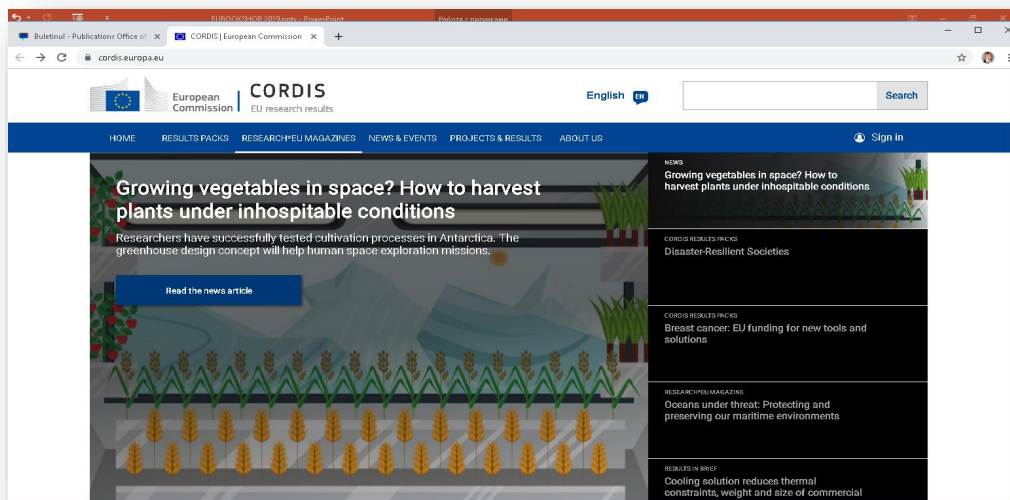 EUBOOKSHOP 2019.pptx - PowerPoint
Работа с рисунками
Buletinul - Publications Office of
CORDIS | European Commission
cordis.europa.eu
European
Commission
CORDIS
EU research results
English EN
Search
HOME RESULTS PACKS RESEARCH*EU MAGAZINES NEWS & EVENTS PROJECTS & RESULTS ABOUT US Sign in
Growing vegetables in space? How to harvest
plants under inhospitable conditions
Researchers have successfully tested cultivation processes in Antarctica. The
greenhouse design concept will help human space exploration missions.
Read the news article
NEWS
Growing vegetables in space? How to
harvest plants under inhospitable conditions
CORDIS RESULTS PACKS
Disaster-Resilient Societies
CORDIS RESULTS PACKS
Breast cancer: EU funding for new tools and
solutions
RESEARCH*EU MAGAZINE
Oceans under threat: Protecting and
preserving our maritime environments
RESULTS IN BRIEF
Cooling solution reduces thermal
constraints, weight and size of commercial